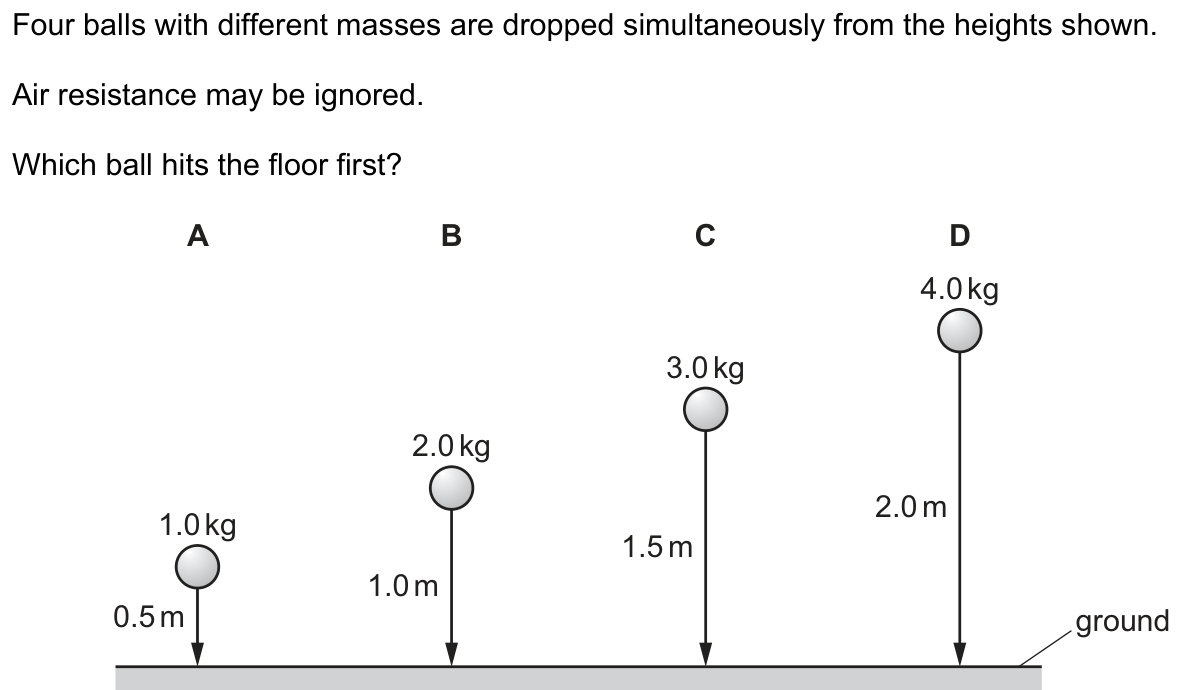 Four balls with different masses are dropped simultaneously from the heights shown.
Air resistance may be ignored.
Which ball hits the floor first?
A B C D
4.0 kg
3.0 kg
2.0 kg
2.0 m
1.0 kg
1.5 m
1.0 m
0.5 m
ground